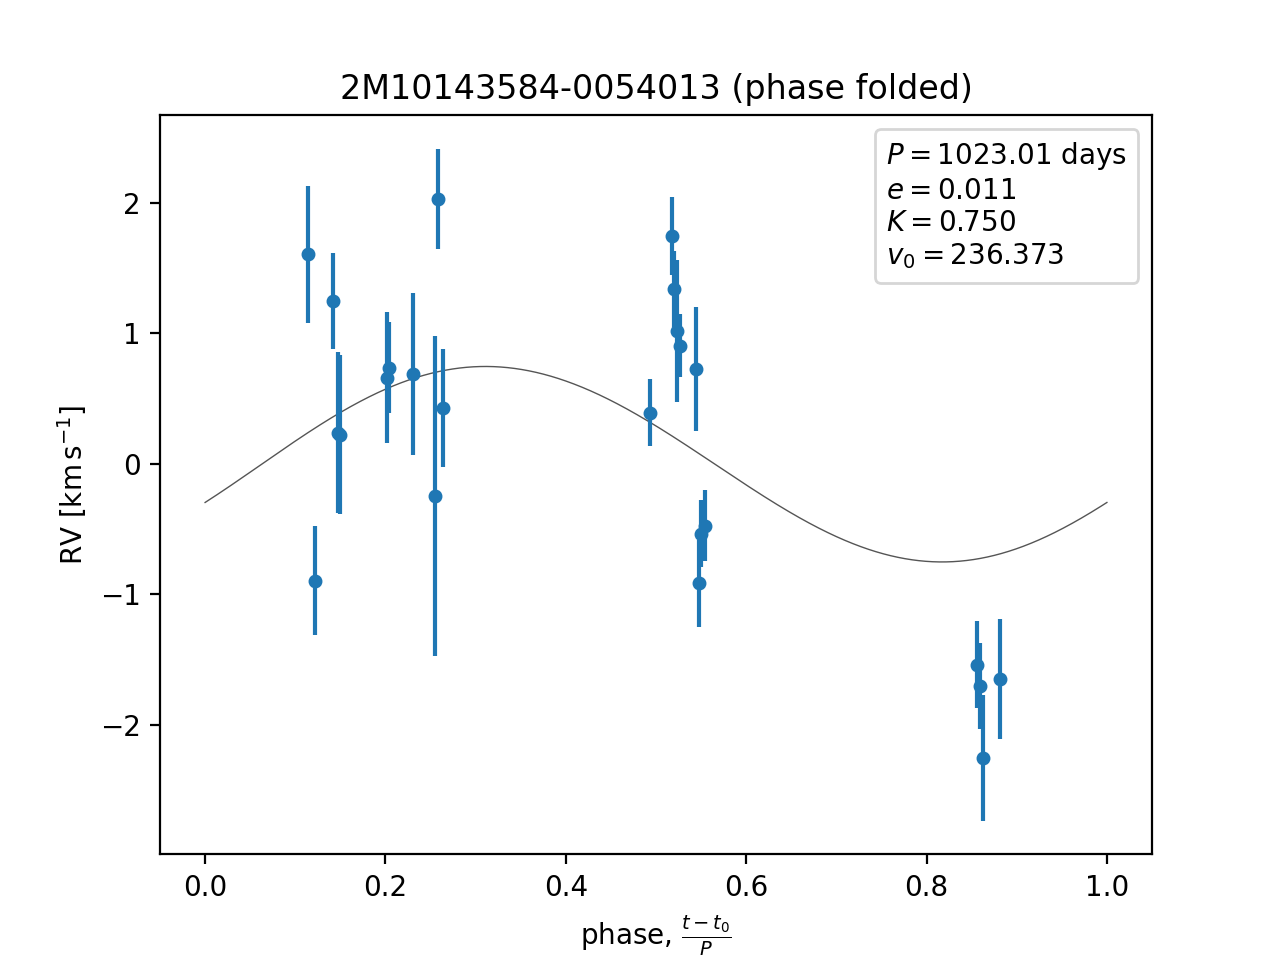 2M10143584-0054013 (phase folded)
P = 1023.01 days
e = 0.011
K = 0.750
v₀ = 236.373
RV [km s⁻¹]
2
1
0
−1
−2
0.0 0.2 0.4 0.6 0.8 1.0
phase, (t − t₀)/P